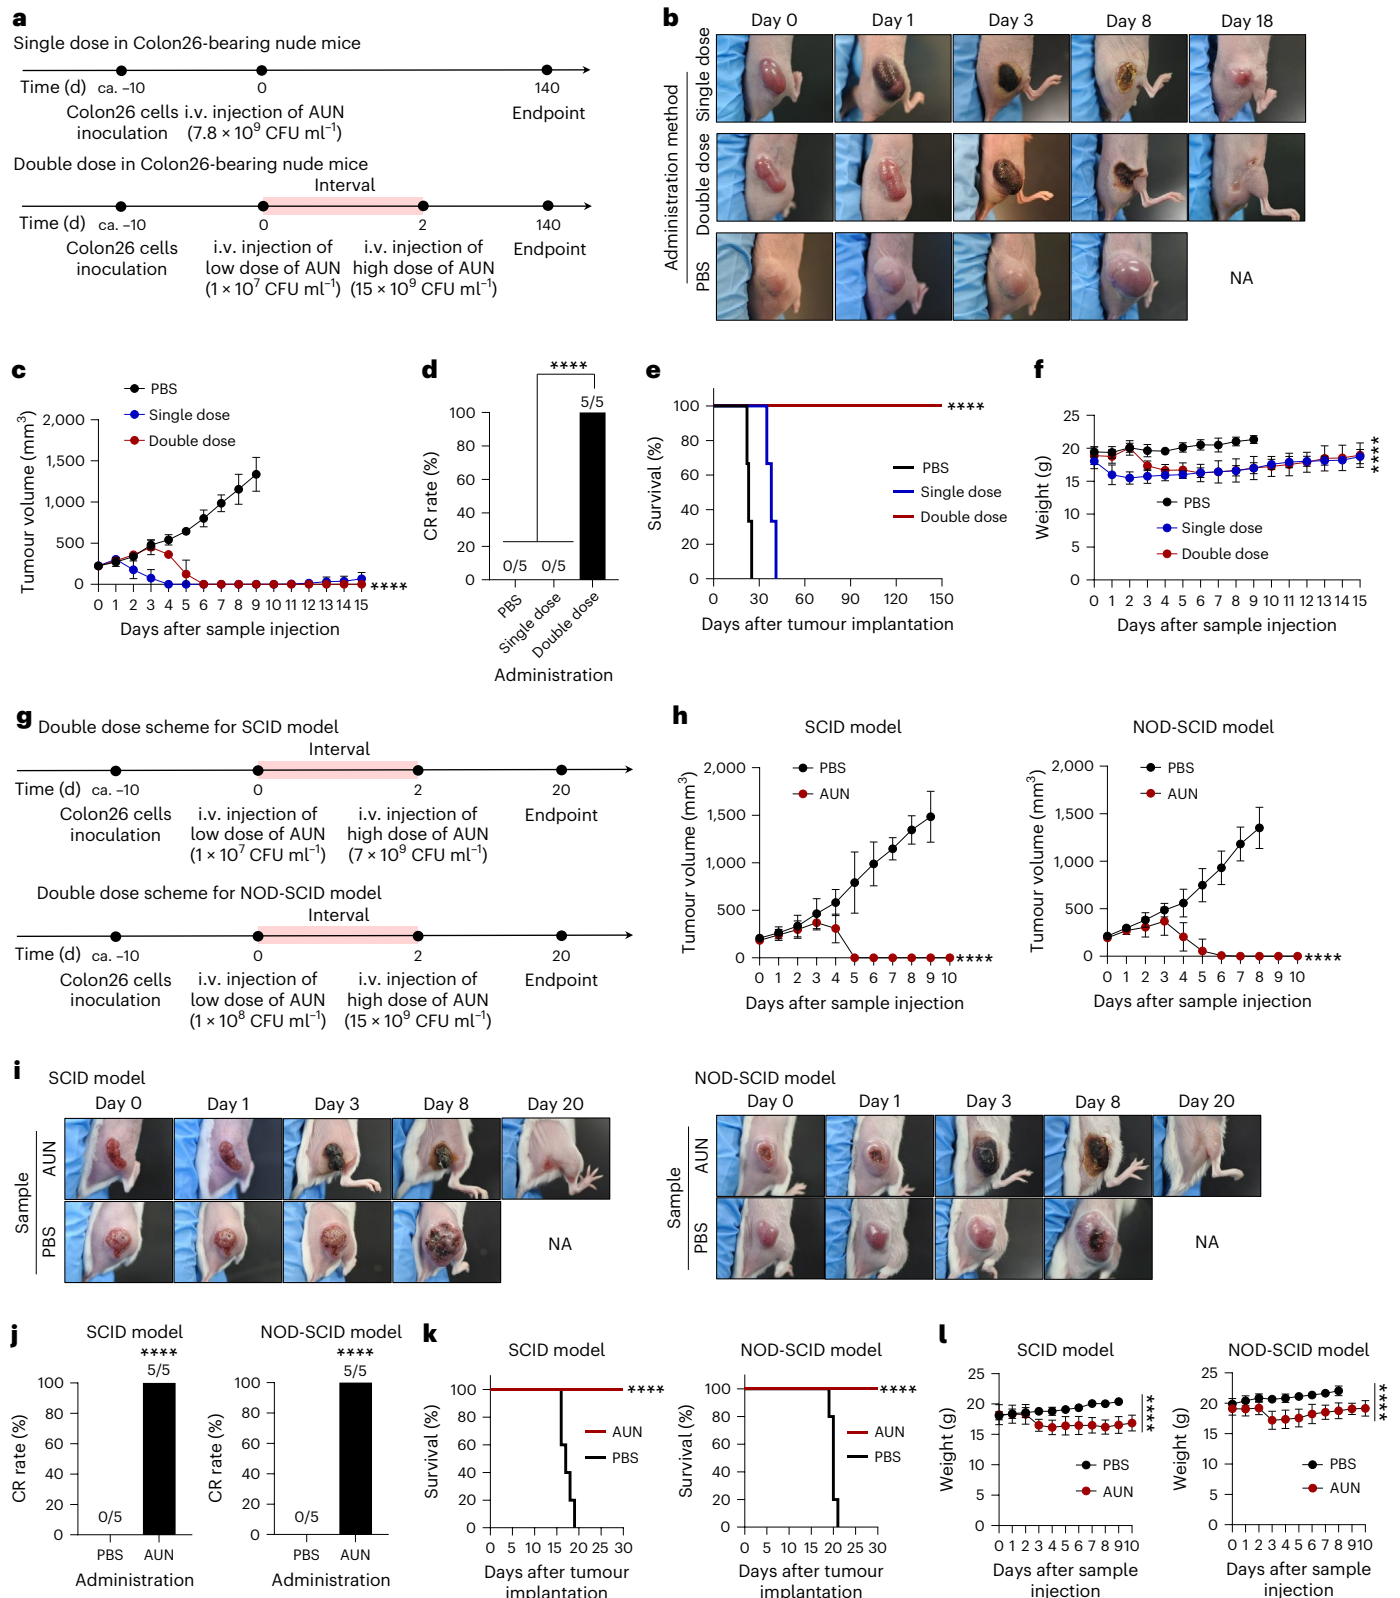 a
Single dose in Colon26-bearing nude mice
Time (d) ca. –10 0 140
Colon26 cells i.v. injection of AUN Endpoint
inoculation (7.8 × 10⁹ CFU ml⁻¹)
Double dose in Colon26-bearing nude mice
Interval
Time (d) ca. –10 0 2 140
Colon26 cells i.v. injection of i.v. injection of Endpoint
inoculation low dose of AUN high dose of AUN
(1 × 10⁷ CFU ml⁻¹) (15 × 10⁹ CFU ml⁻¹)
b
Day 0 Day 1 Day 3 Day 8 Day 18
Administration method
Single dose
Double dose
PBS
NA
c
PBS
Single dose
Double dose
Tumour volume (mm³)
2,000
1,500
1,000
500
0
****
0 1 2 3 4 5 6 7 8 9 10 11 12 13 14 15
Days after sample injection
d
****
5/5
CR rate (%)
100
80
60
40
20
0
0/5 0/5
PBS
Single dose
Double dose
Administration
e
Survival (%)
100
80
60
40
20
0
****
PBS
Single dose
Double dose
0 30 60 90 120 150
Days after tumour implantation
f
Weight (g)
25
20
15
10
5
0
****
PBS
Single dose
Double dose
0 1 2 3 4 5 6 7 8 9 10 11 12 13 14 15
Days after sample injection
g
Double dose scheme for SCID model
Interval
Time (d) ca. –10 0 2 20
Colon26 cells i.v. injection of i.v. injection of Endpoint
inoculation low dose of AUN high dose of AUN
(1 × 10⁷ CFU ml⁻¹) (7 × 10⁹ CFU ml⁻¹)
Double dose scheme for NOD-SCID model
Interval
Time (d) ca. –10 0 2 20
Colon26 cells i.v. injection of i.v. injection of Endpoint
inoculation low dose of AUN high dose of AUN
(1 × 10⁸ CFU ml⁻¹) (15 × 10⁹ CFU ml⁻¹)
h
SCID model
PBS
AUN
Tumour volume (mm³)
2,000
1,500
1,000
500
0
****
0 1 2 3 4 5 6 7 8 9 10
Days after sample injection
NOD-SCID model
PBS
AUN
Tumour volume (mm³)
2,000
1,500
1,000
500
0
****
0 1 2 3 4 5 6 7 8 9 10
Days after sample injection
i
SCID model
Day 0 Day 1 Day 3 Day 8 Day 20
Sample
AUN
PBS
NA
NOD-SCID model
Day 0 Day 1 Day 3 Day 8 Day 20
Sample
AUN
PBS
NA
j
SCID model
****
5/5
CR rate (%)
100
80
60
40
20
0
0/5
PBS AUN
Administration
NOD-SCID model
****
5/5
CR rate (%)
100
80
60
40
20
0
0/5
PBS AUN
Administration
k
SCID model
Survival (%)
100
80
60
40
20
0
****
AUN
PBS
0 5 10 15 20 25 30
Days after tumour
implantation
NOD-SCID model
Survival (%)
100
80
60
40
20
0
****
AUN
PBS
0 5 10 15 20 25 30
Days after tumour
implantation
l
SCID model
Weight (g)
25
20
15
10
5
0
****
PBS
AUN
0 1 2 3 4 5 6 7 8 9 10
Days after sample
injection
NOD-SCID model
Weight (g)
25
20
15
10
5
0
****
PBS
AUN
0 1 2 3 4 5 6 7 8 9 10
Days after sample
injection